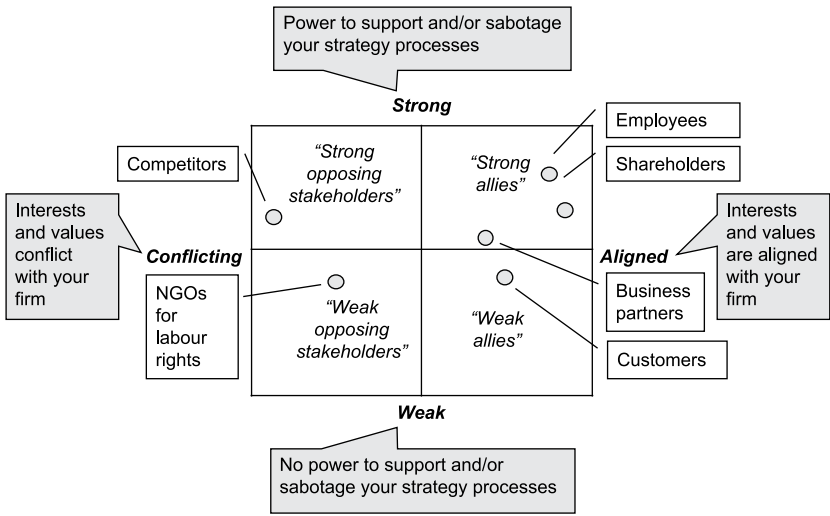 Power to support and/or sabotage
your strategy processes
Strong
Employees
Competitors
“Strong
opposing
stakeholders”
“Strong
allies”
Shareholders
Interests
and values
conflict
with your
firm
Conflicting
Aligned
Interests
and values
are aligned
with your
firm
NGOs
for
labour
rights
“Weak
opposing
stakeholders”
“Weak
allies”
Business
partners
Customers
Weak
No power to support and/or
sabotage your strategy processes